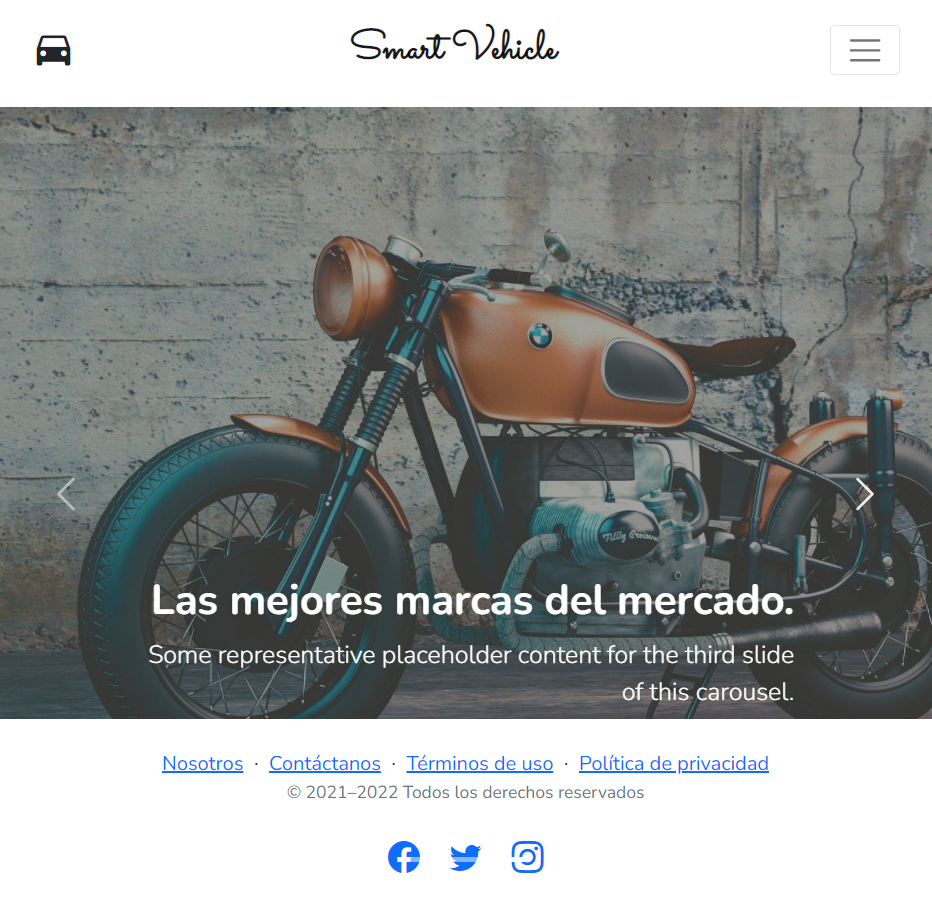 Smart Vehicle
Las mejores marcas del mercado.
Some representative placeholder content for the third slide
of this carousel.
Nosotros · Contáctanos · Términos de uso · Política de privacidad
© 2021–2022 Todos los derechos reservados